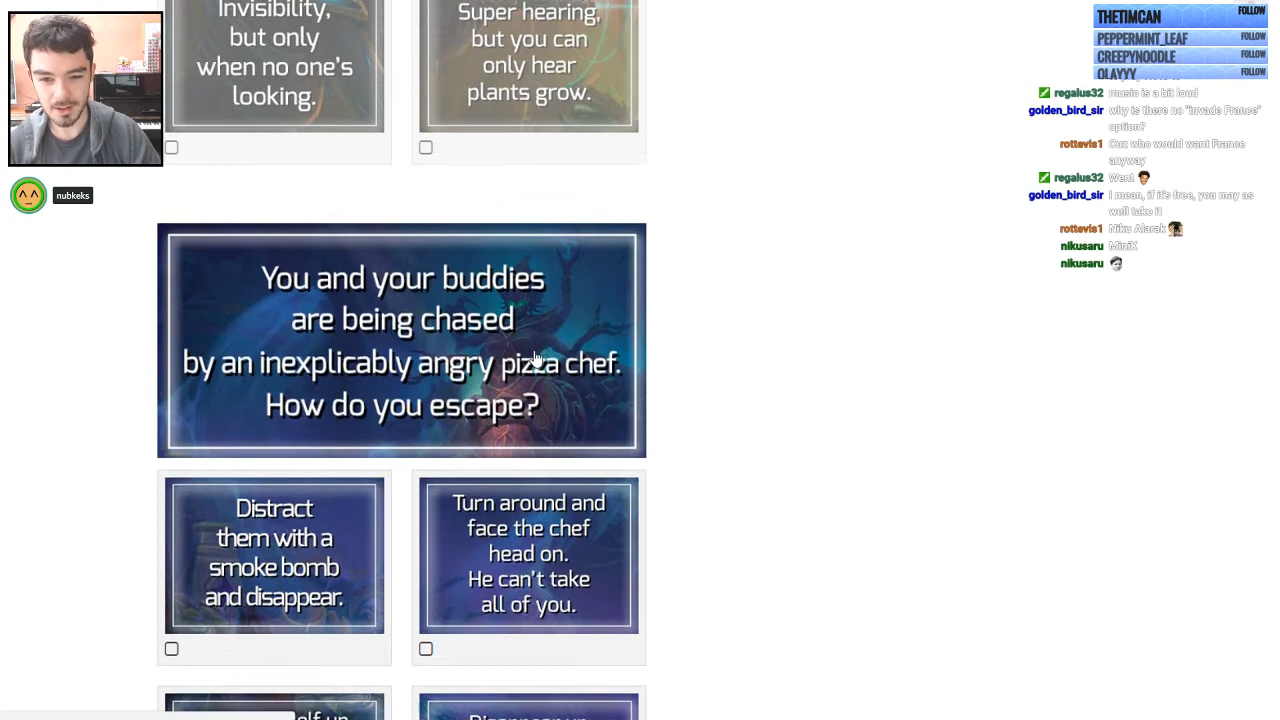 Invisibility,
but only
when no one's
looking.
Super hearing,
but you can
only hear
plants grow.
nubkeks
You and your buddies
are being chased
by an inexplicably angry pizza chef.
How do you escape?
Distract
them with a
smoke bomb
and disappear.
Turn around and
face the chef
head on.
He can't take
all of you.
THETIMCAN FOLLOW
PEPPERMINT_LEAF FOLLOW
CREEPYNOODLE FOLLOW
OLAYYY FOLLOW
regalus32 music is a bit loud
golden_bird_sir why is there no "invade France"
option?
rottevis1 Cuz who would want France
anyway
regalus32 Went
golden_bird_sir I mean, if it's free, you may as
well take it
rottevis1 Niku Alarak
nikusaru MiniK
nikusaru